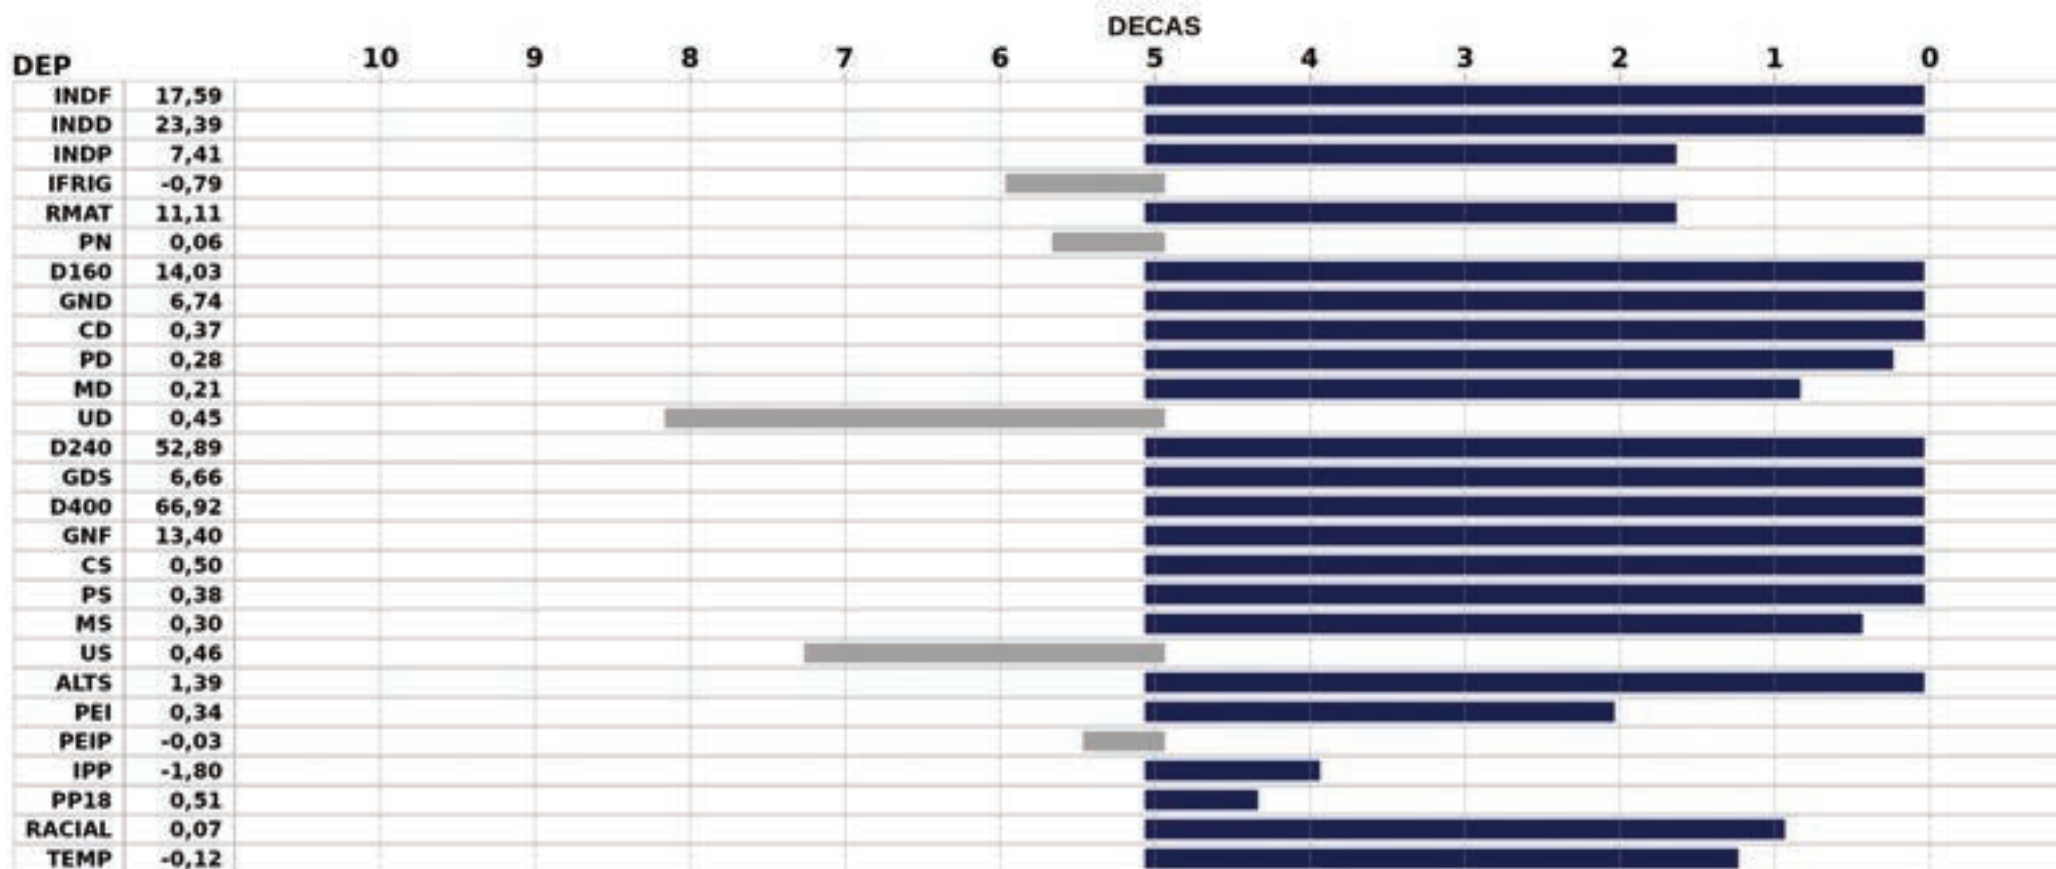 DECAS
DEP 10 9 8 7 6 5 4 3 2 1 0
INDF 17,59
INDD 23,39
INDP 7,41
IFRIG -0,79
RMAT 11,11
PN 0,06
D160 14,03
GND 6,74
CD 0,37
PD 0,28
MD 0,21
UD 0,45
D240 52,89
GDS 6,66
D400 66,92
GNF 13,40
CS 0,50
PS 0,38
MS 0,30
US 0,46
ALTS 1,39
PEI 0,34
PEIP -0,03
IPP -1,80
PP18 0,51
RACIAL 0,07
TEMP -0,12